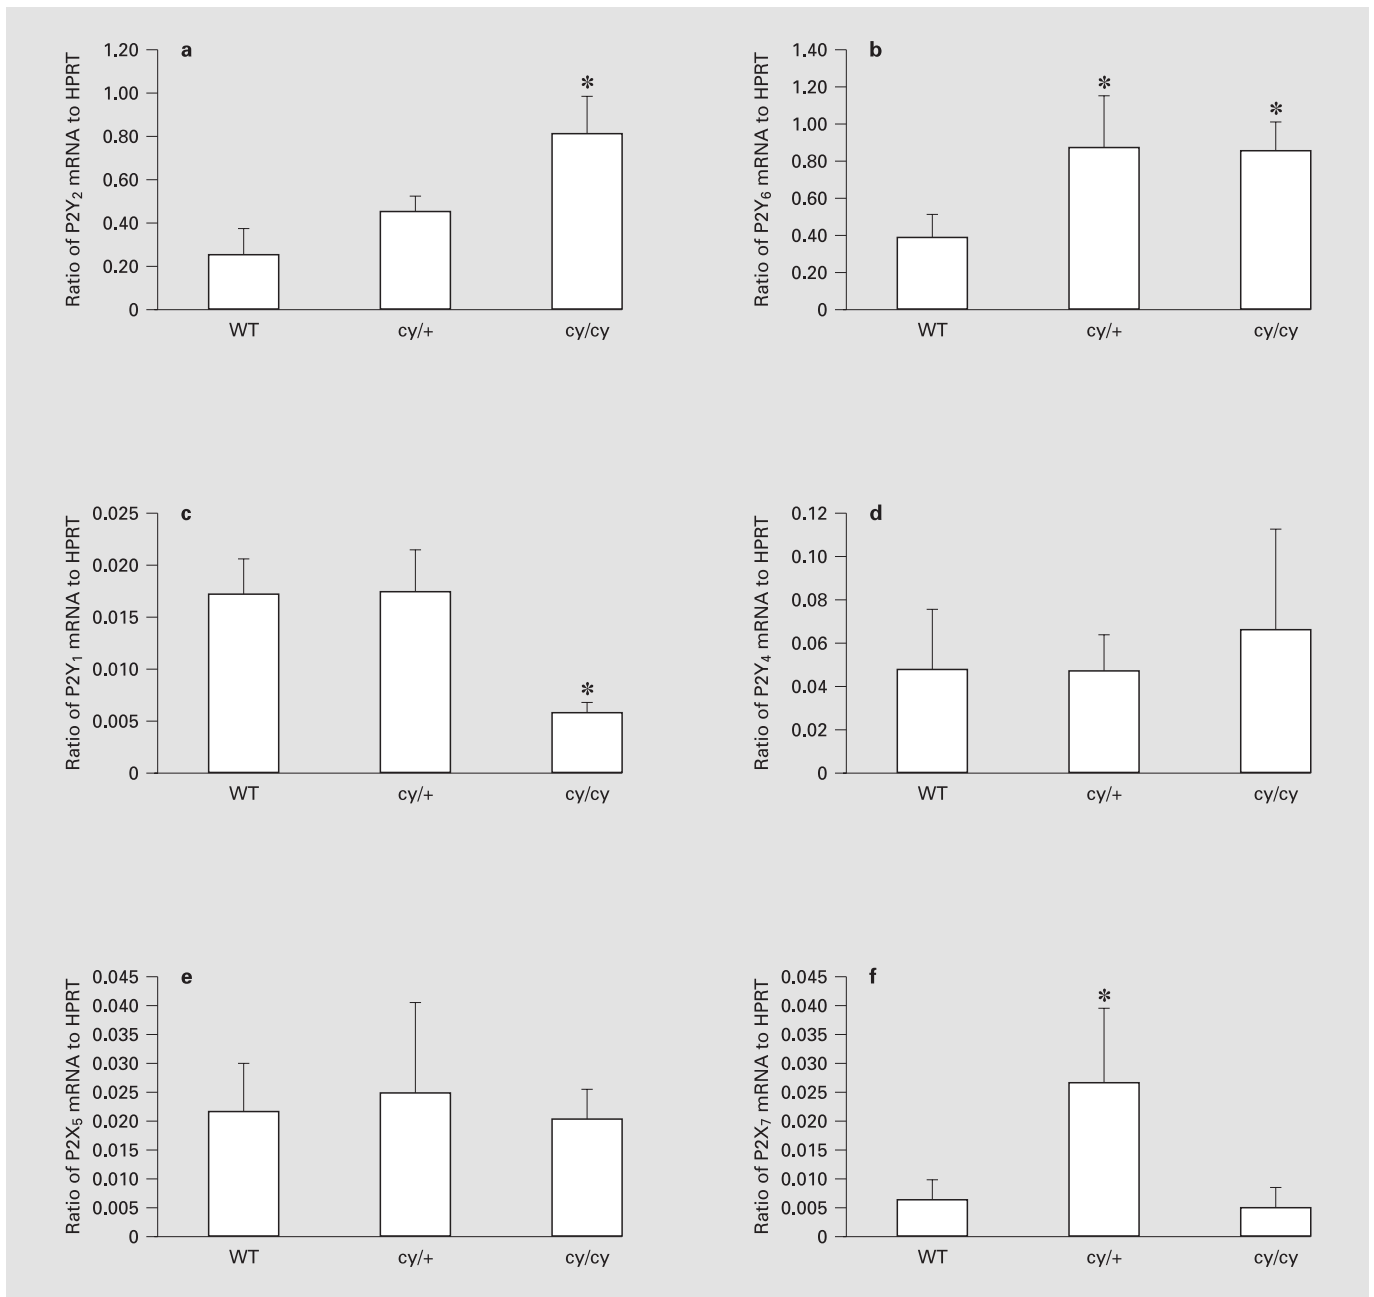 a
Ratio of P2Y2 mRNA to HPRT
1.20
1.00
0.80
0.60
0.40
0.20
0
*
WT
cy/+
cy/cy
b
Ratio of P2Y6 mRNA to HPRT
1.40
1.20
1.00
0.80
0.60
0.40
0.20
0
*
*
WT
cy/+
cy/cy
c
Ratio of P2Y1 mRNA to HPRT
0.025
0.020
0.015
0.010
0.005
0
*
WT
cy/+
cy/cy
d
Ratio of P2Y4 mRNA to HPRT
0.12
0.10
0.08
0.06
0.04
0.02
0
WT
cy/+
cy/cy
e
Ratio of P2X5 mRNA to HPRT
0.045
0.040
0.035
0.030
0.025
0.020
0.015
0.010
0.005
0
WT
cy/+
cy/cy
f
Ratio of P2X7 mRNA to HPRT
0.045
0.040
0.035
0.030
0.025
0.020
0.015
0.010
0.005
0
*
WT
cy/+
cy/cy